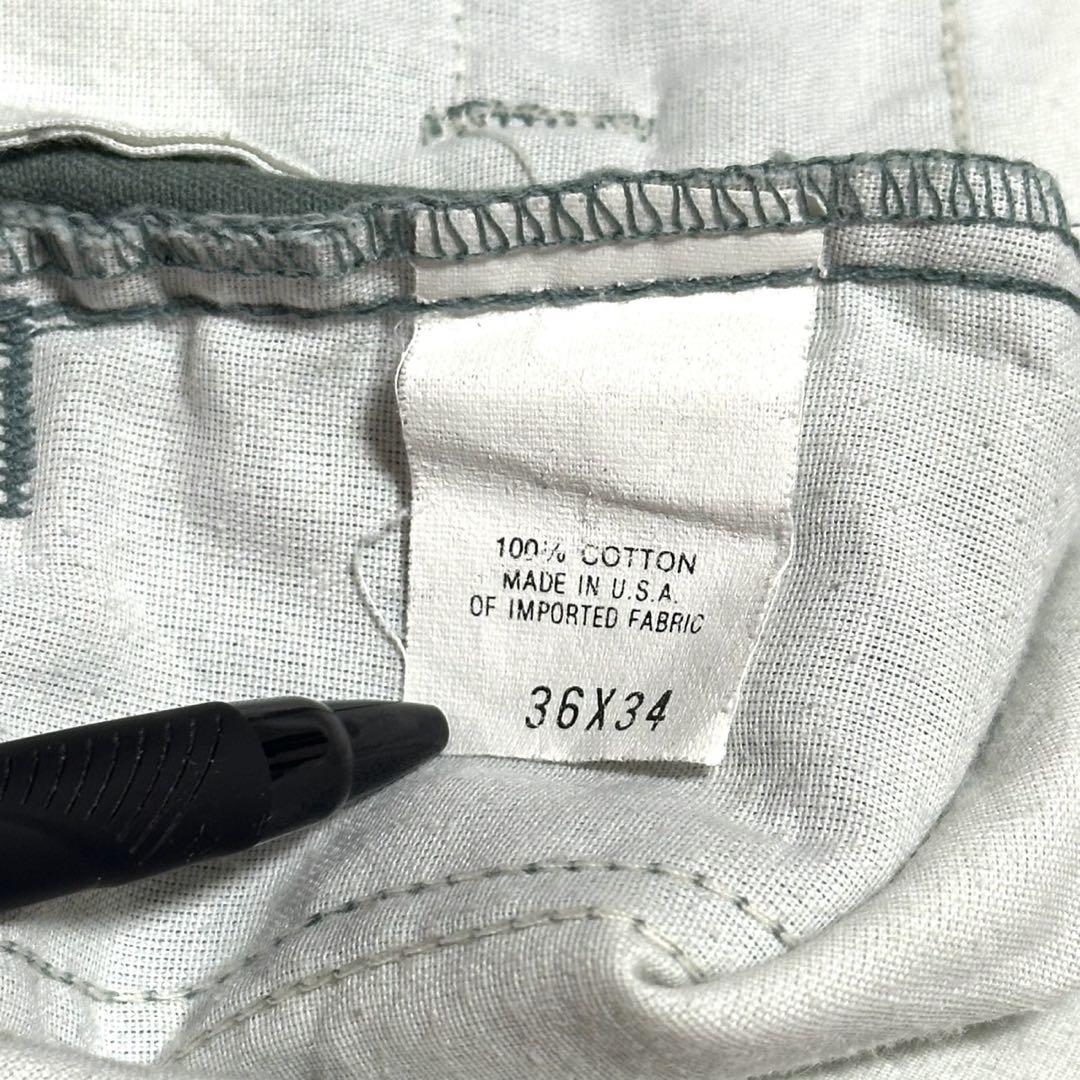 100% COTTON
MADE IN U.S.A.
OF IMPORTED FABRIC
36X34